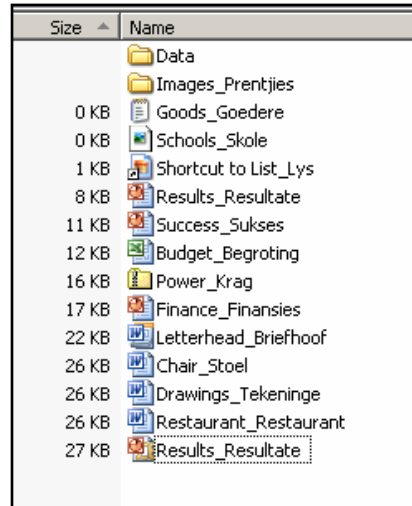 Size Name
Data
Images_Prentjies
0 KB Goods_Goedere
0 KB Schools_Skole
1 KB Shortcut to List_Lys
8 KB Results_Resultate
11 KB Success_Sukses
12 KB Budget_Begroting
16 KB Power_Krag
17 KB Finance_Finansies
22 KB Letterhead_Briefhoof
26 KB Chair_Stoel
26 KB Drawings_Tekeninge
26 KB Restaurant_Restaurant
27 KB Results_Resultate